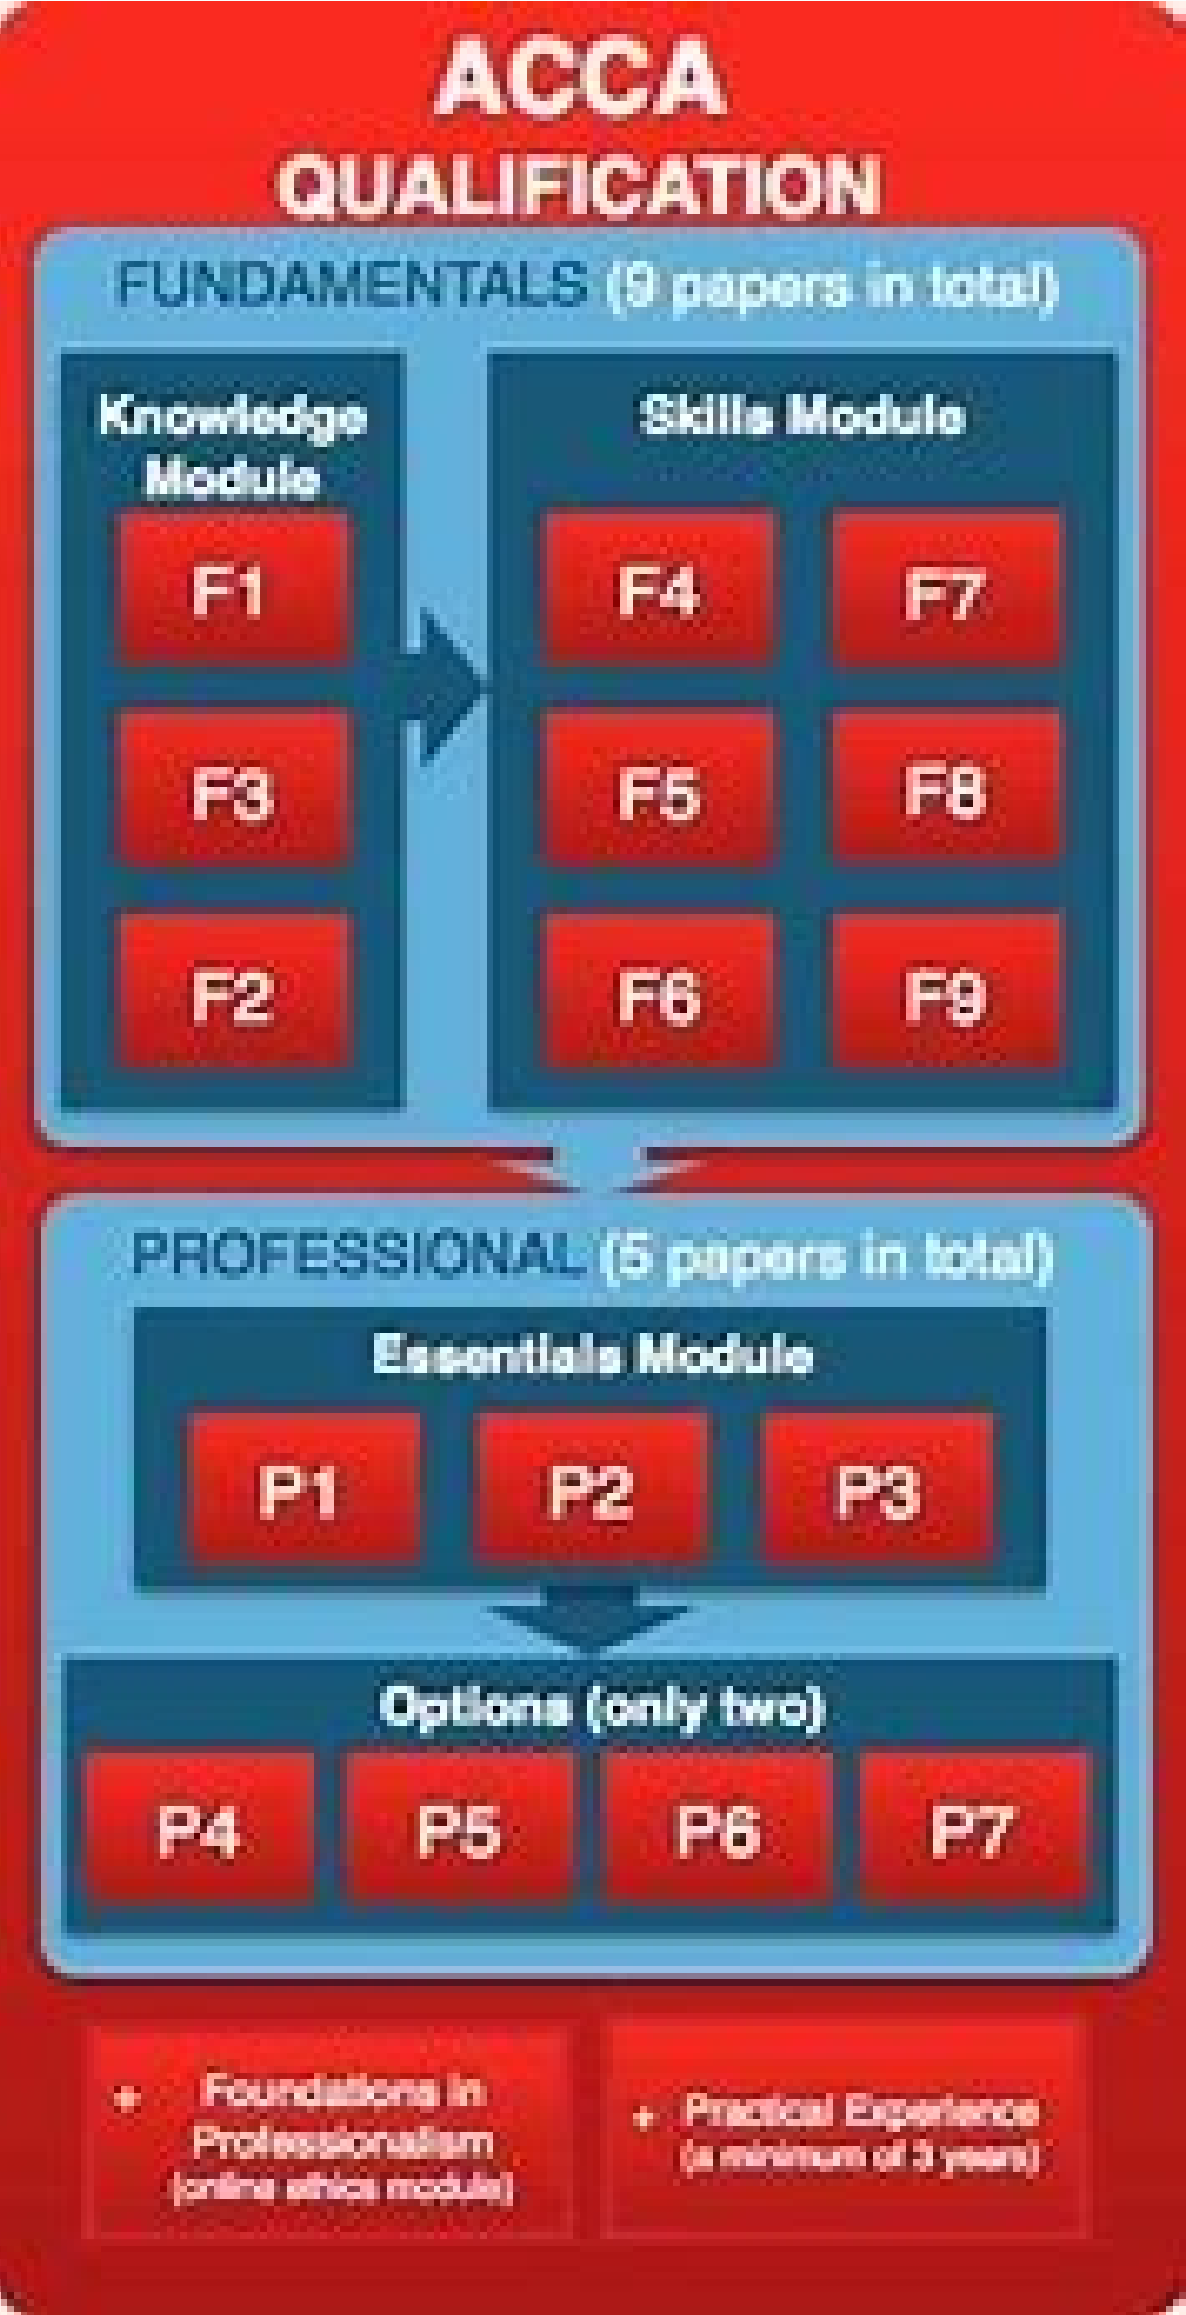 ACCA
QUALIFICATION
FUNDAMENTALS (9 papers in total)
Knowledge
Module
F1
F3
F2
Skills Module
F4
F7
F5
F8
F6
F9
PROFESSIONAL (5 papers in total)
Essentials Module
P1
P2
P3
Options (only two)
P4
P5
P6
P7
+ Foundations in
Professionalism
(online ethics module)
+ Practical Experience
(a minimum of 3 years)